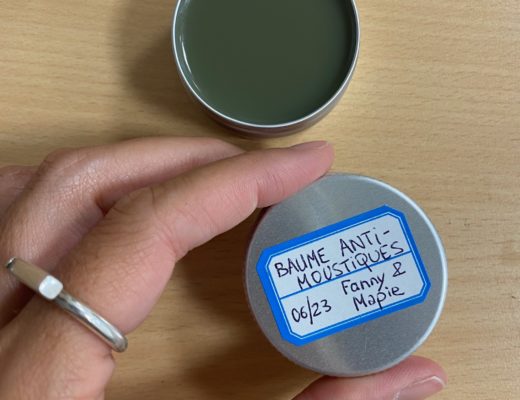 BAUME ANTI-
MOUSTIQUES
06/23 Fanny &
Mapie